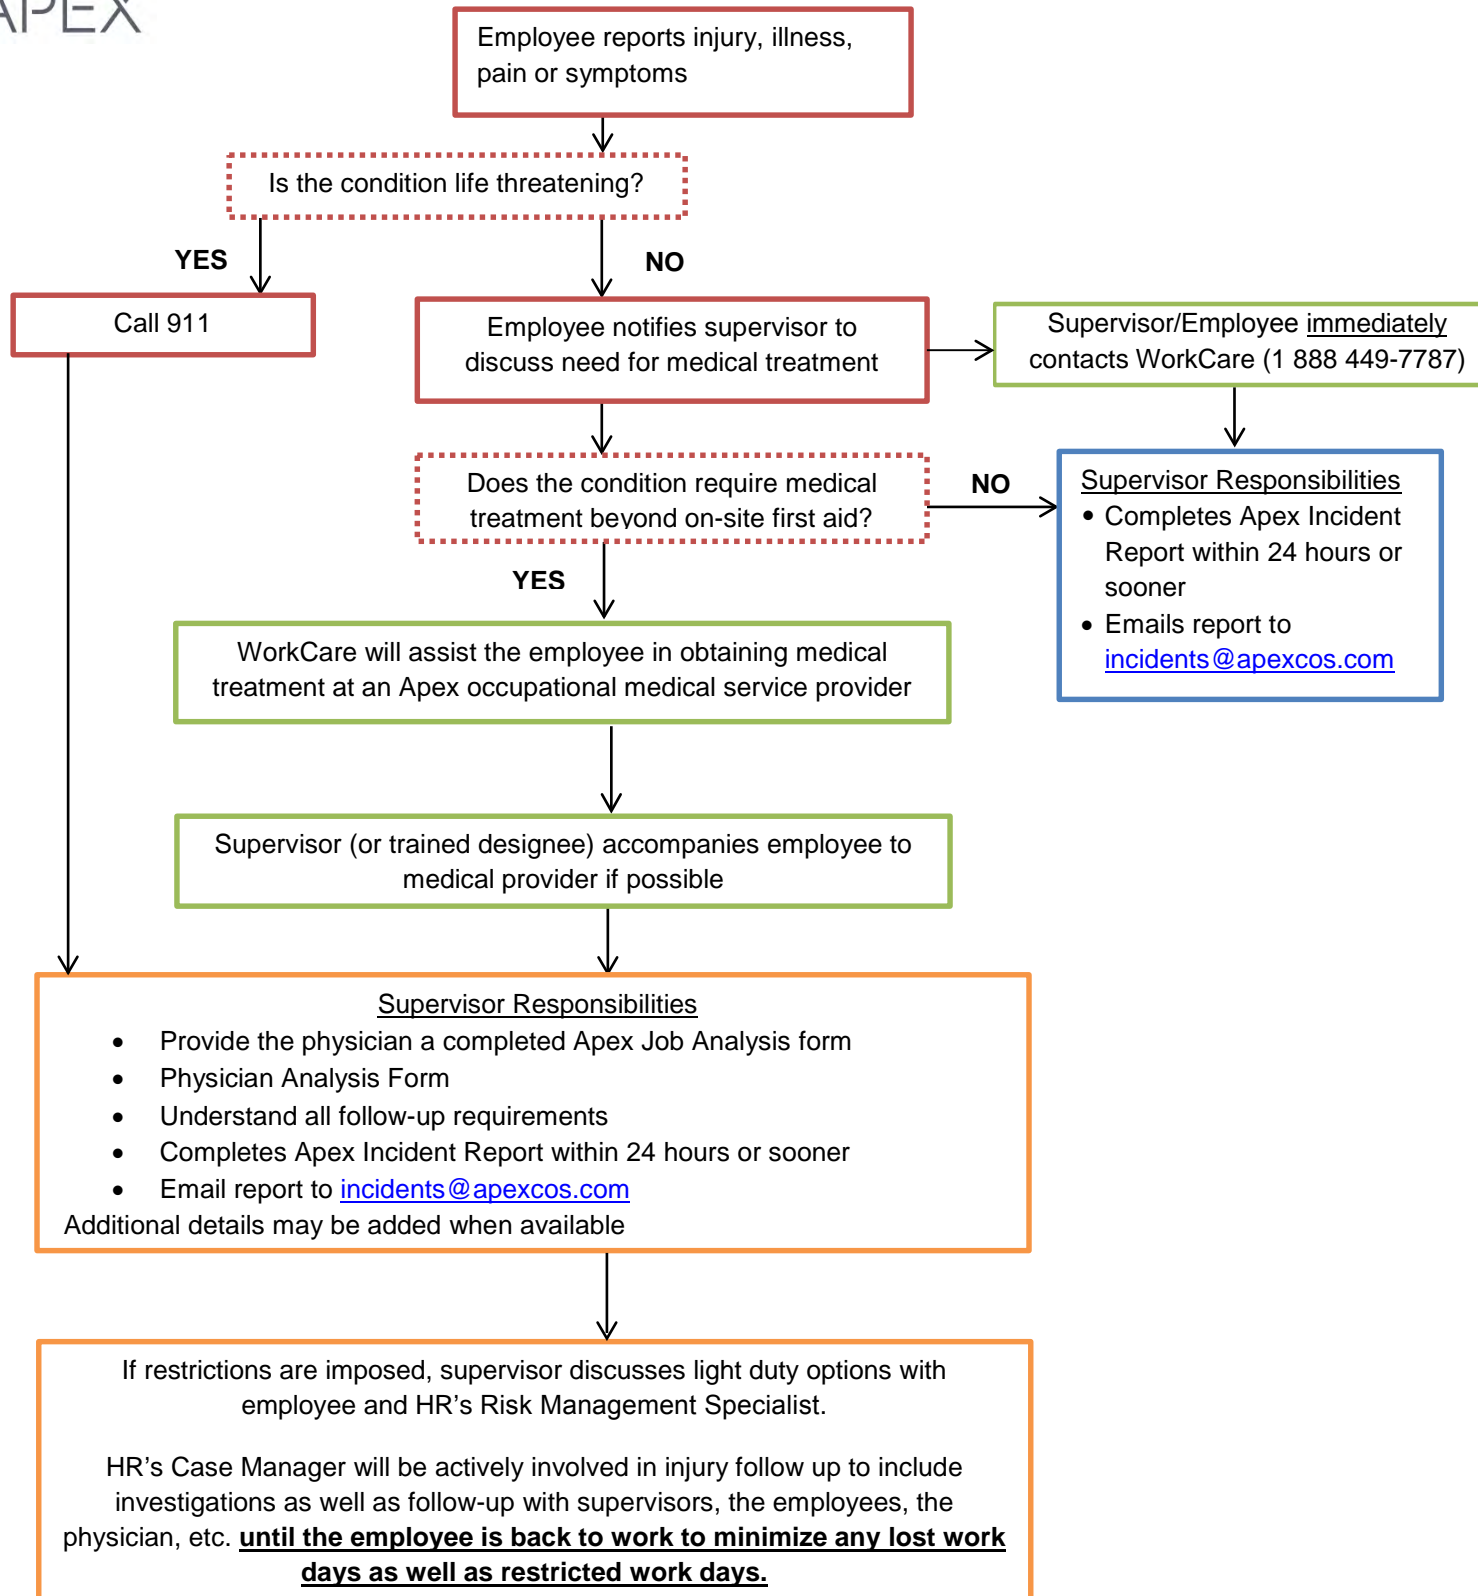 APEX
Employee reports injury, illness,
pain or symptoms
Is the condition life threatening?
YES
NO
Call 911
Employee notifies supervisor to
discuss need for medical treatment
Supervisor/Employee immediately
contacts WorkCare (1 888 449-7787)
Does the condition require medical
treatment beyond on-site first aid?
NO
Supervisor Responsibilities
• Completes Apex Incident
Report within 24 hours or
sooner
• Emails report to
incidents@apexcos.com
YES
WorkCare will assist the employee in obtaining medical
treatment at an Apex occupational medical service provider
Supervisor (or trained designee) accompanies employee to
medical provider if possible
Supervisor Responsibilities
• Provide the physician a completed Apex Job Analysis form
• Physician Analysis Form
• Understand all follow-up requirements
• Completes Apex Incident Report within 24 hours or sooner
• Email report to incidents@apexcos.com
Additional details may be added when available
If restrictions are imposed, supervisor discusses light duty options with
employee and HR’s Risk Management Specialist.
HR’s Case Manager will be actively involved in injury follow up to include
investigations as well as follow-up with supervisors, the employees, the
physician, etc. until the employee is back to work to minimize any lost work
days as well as restricted work days.